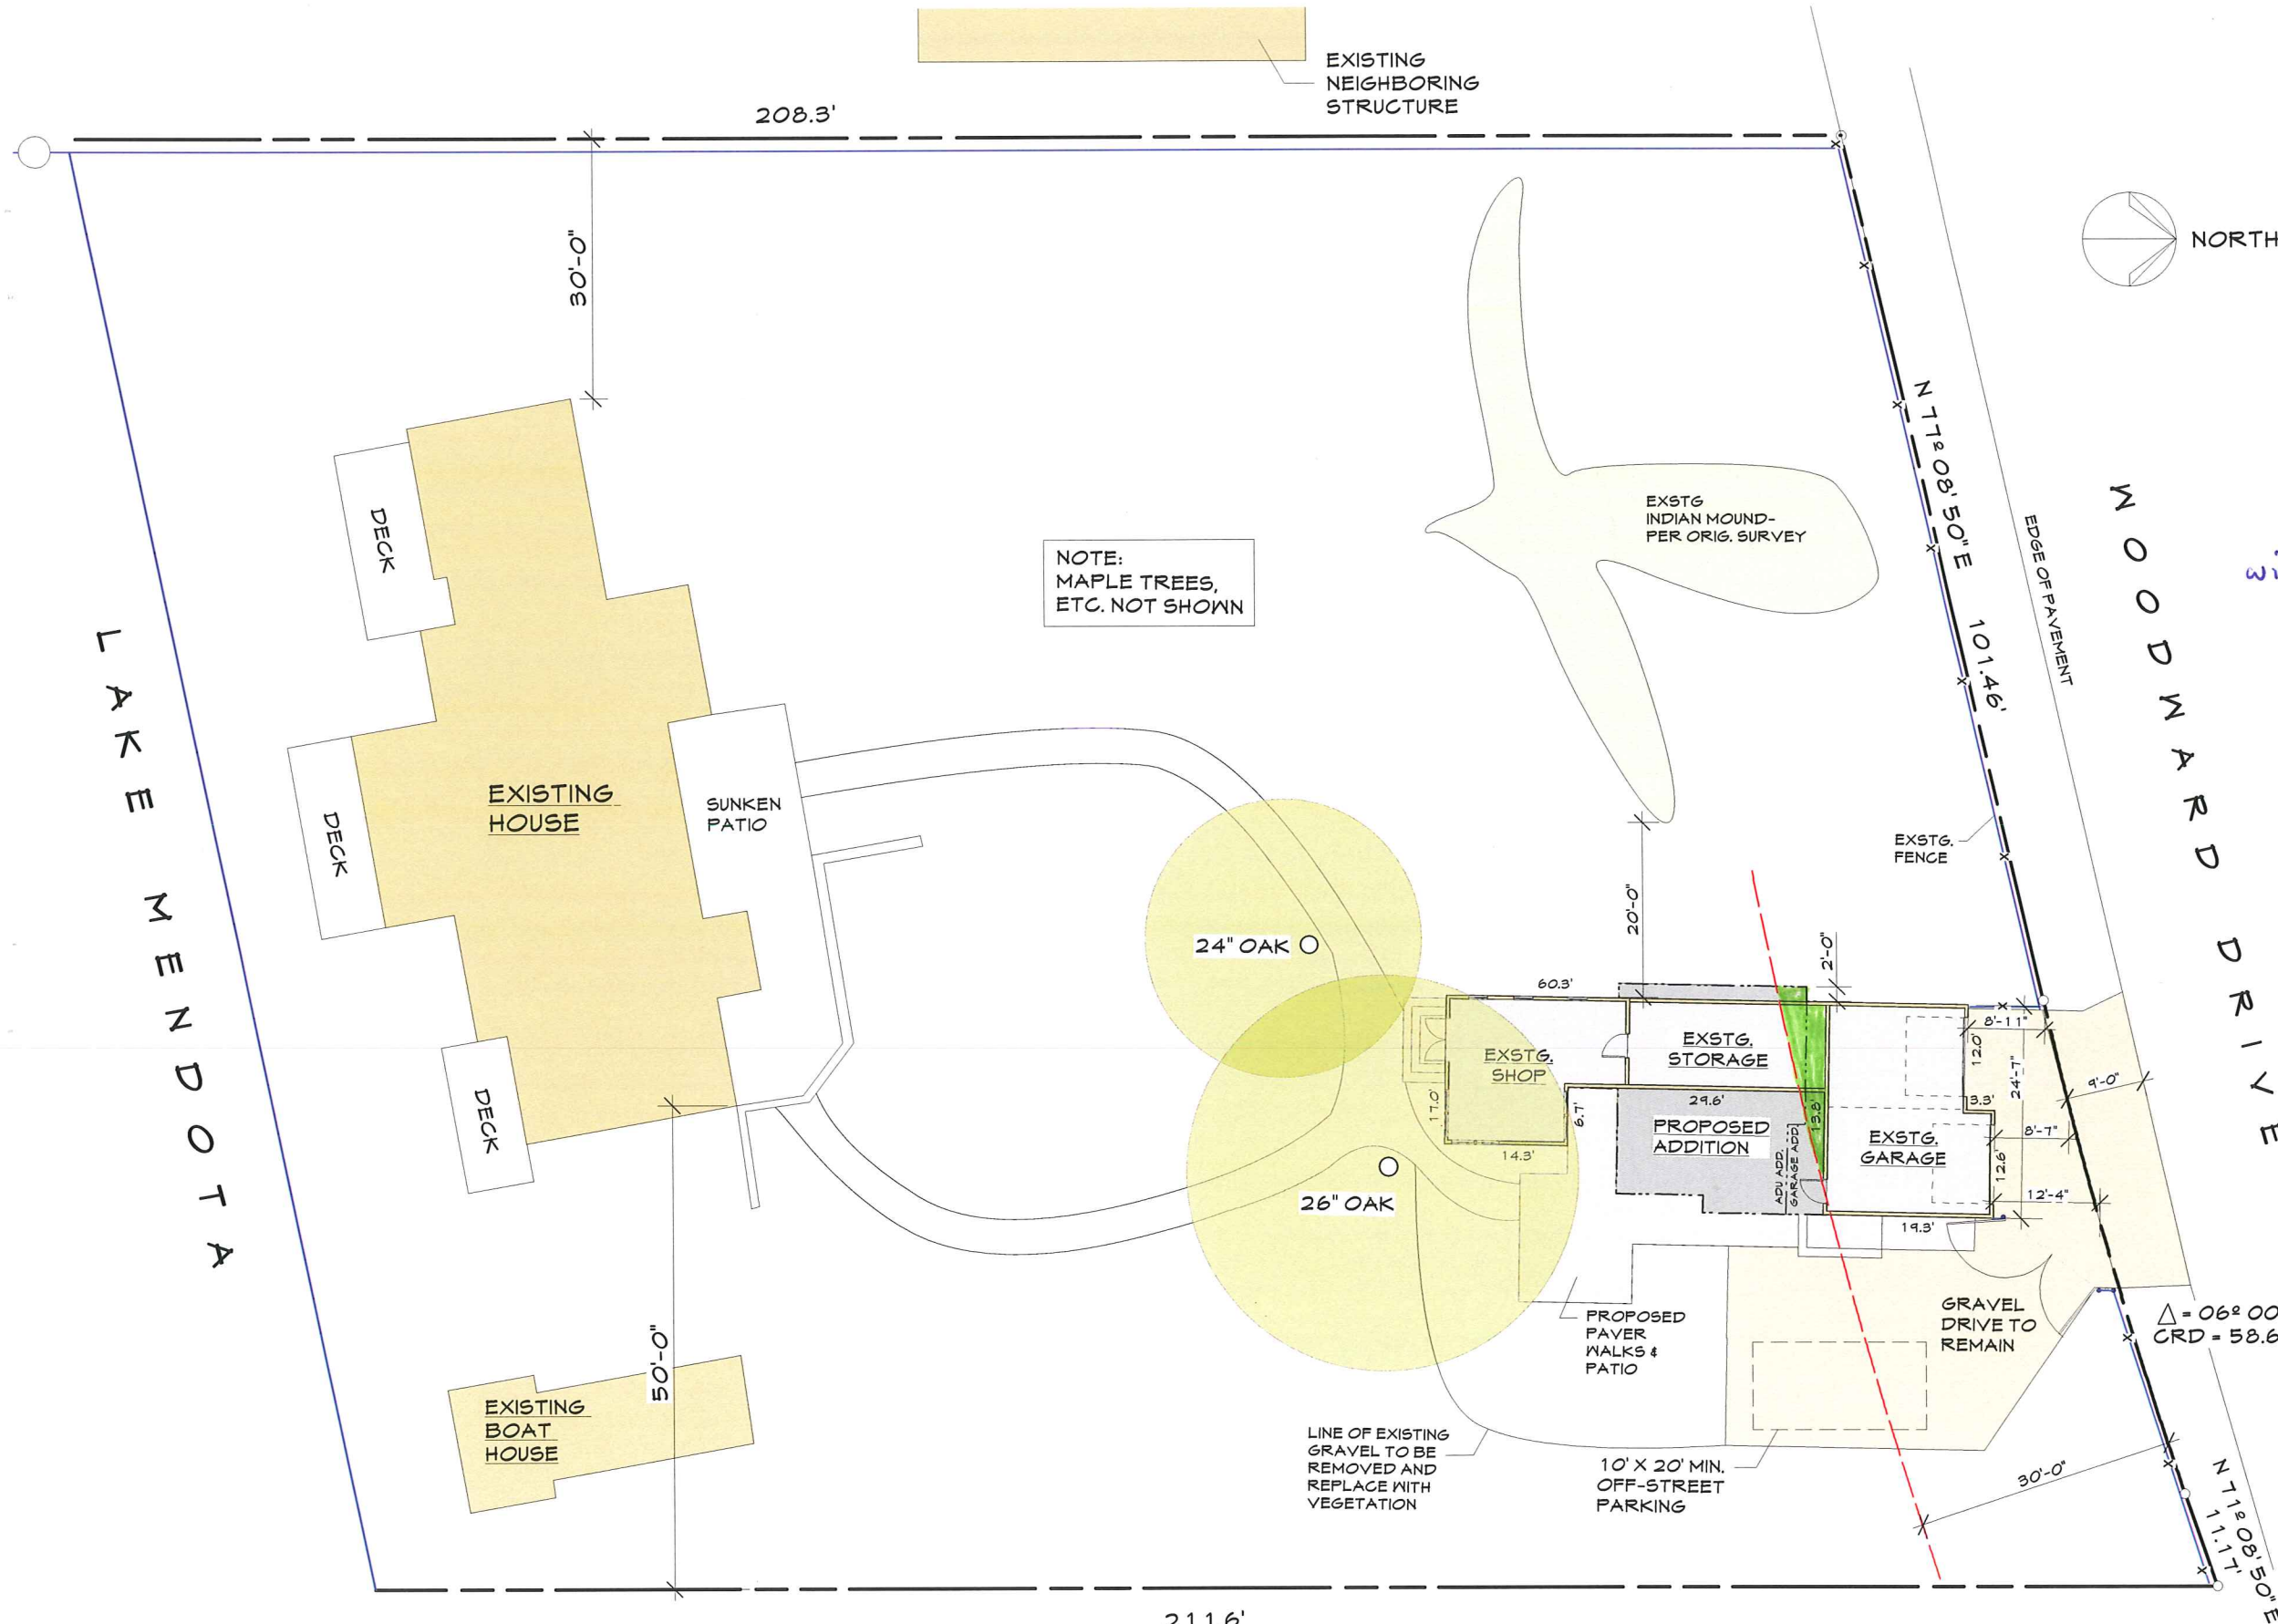 EXISTING
NEIGHBORING
STRUCTURE
208.3'
NORTH
30'-0"
N 77º 08' 50" E
101.46'
EDGE OF PAVEMENT
WOODWARD DRIVE
EXSTG
INDIAN MOUND-
PER ORIG. SURVEY
NOTE:
MAPLE TREES,
ETC. NOT SHOWN
DECK
LAKE MENDOTA
EXISTING
HOUSE
SUNKEN
PATIO
DECK
EXSTG.
FENCE
20'-0"
2'-0"
24" OAK
60.3'
EXSTG.
SHOP
EXSTG.
STORAGE
8'-11"
12.0'
24'-7"
9'-0"
3.3'
17.0'
6.7'
29.6'
13.8'
PROPOSED
ADDITION
ADU ADD.
GARAGE ADD
EXSTG.
GARAGE
8'-7"
12.6'
12'-4"
14.3'
19.3'
DECK
26" OAK
PROPOSED
PAVER
WALKS &
PATIO
GRAVEL
DRIVE TO
REMAIN
Δ = 06º 00
CRD = 58.6
50'-0"
EXISTING
BOAT
HOUSE
LINE OF EXISTING
GRAVEL TO BE
REMOVED AND
REPLACE WITH
VEGETATION
10' X 20' MIN.
OFF-STREET
PARKING
30'-0"
N 71º 08' 50" E
11.17'
211.6'